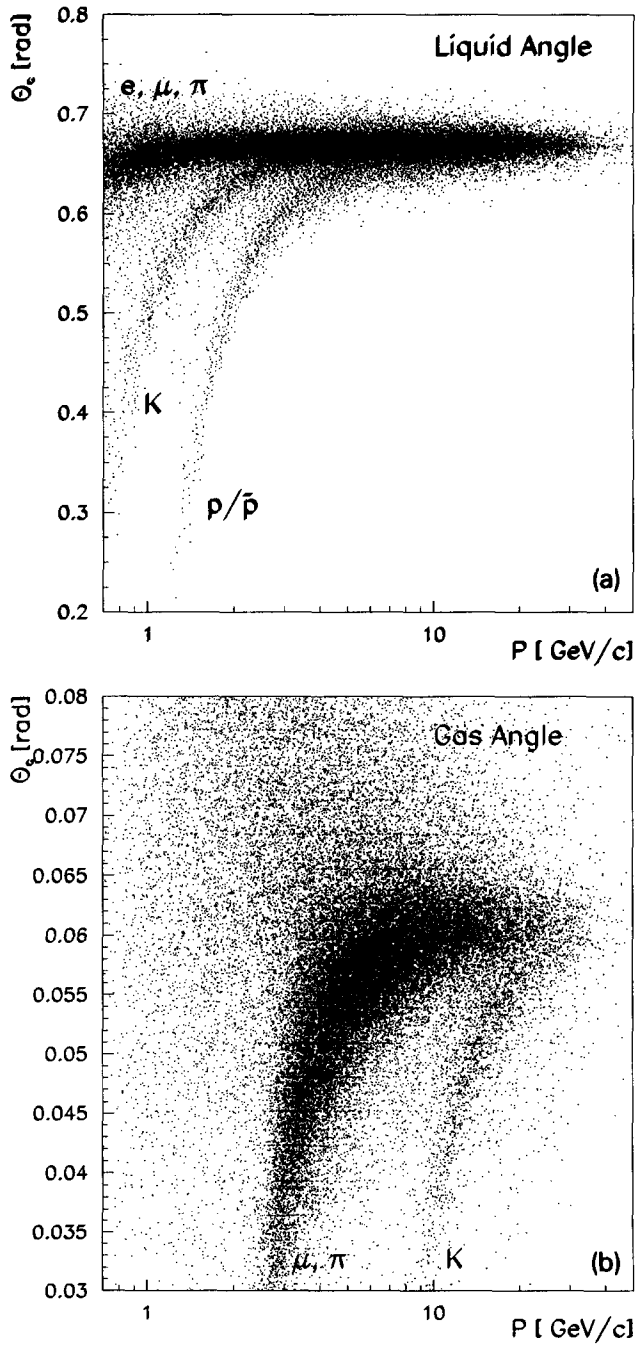 Θc [rad]
0.8
0.7
0.6
0.5
0.4
0.3
0.2
Liquid Angle
e, μ, π
K
p/p̄
(a)
1
10
P [ GeV/c]
Θc [rad]
0.08
0.075
0.07
0.065
0.06
0.055
0.05
0.045
0.04
0.035
0.03
Gas Angle
μ, π
K
(b)
1
10
P [ GeV/c]